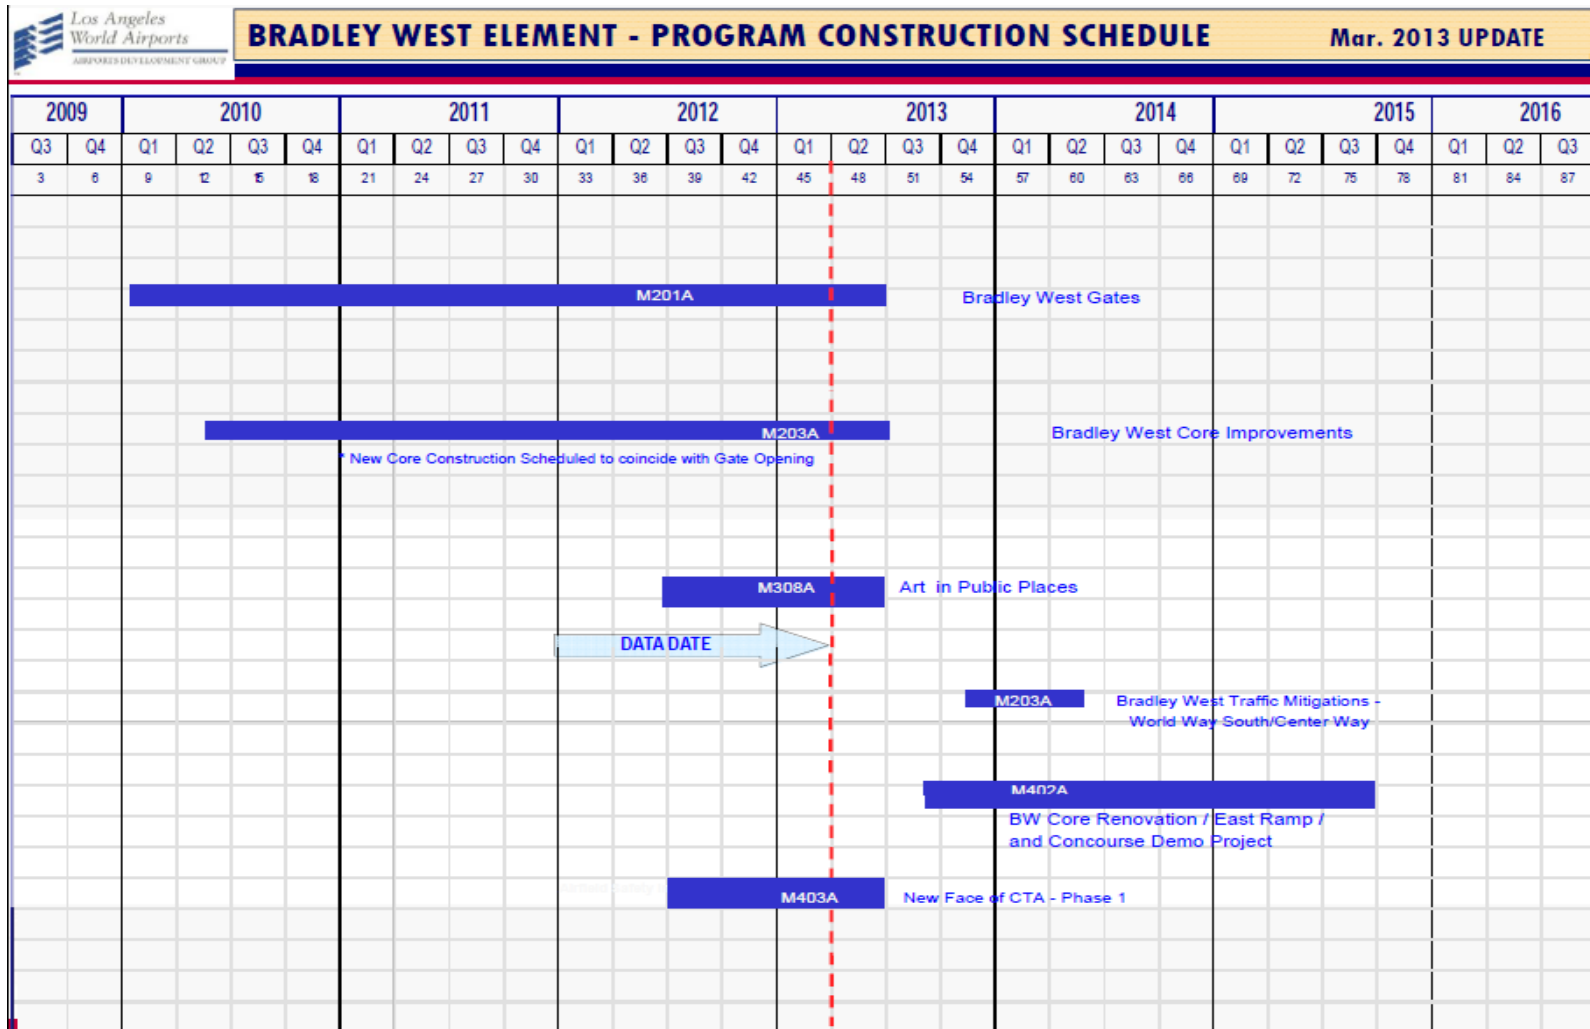 Los Angeles
World Airports
AIRPORTS DEVELOPMENT GROUP
BRADLEY WEST ELEMENT - PROGRAM CONSTRUCTION SCHEDULE
Mar. 2013 UPDATE
2009 2010 2011 2012 2013 2014 2015 2016
Q3 Q4 Q1 Q2 Q3 Q4 Q1 Q2 Q3 Q4 Q1 Q2 Q3 Q4 Q1 Q2 Q3 Q4 Q1 Q2 Q3 Q4 Q1 Q2 Q3 Q4 Q1 Q2 Q3
3 6 9 12 15 18 21 24 27 30 33 36 39 42 45 48 51 54 57 60 63 66 69 72 75 78 81 84 87
M201A Bradley West Gates
M203A Bradley West Core Improvements
* New Core Construction Scheduled to coincide with Gate Opening
M308A Art in Public Places
DATA DATE
M203A Bradley West Traffic Mitigations -
World Way South/Center Way
M402A
BW Core Renovation / East Ramp /
and Concourse Demo Project
M403A New Face of CTA - Phase 1